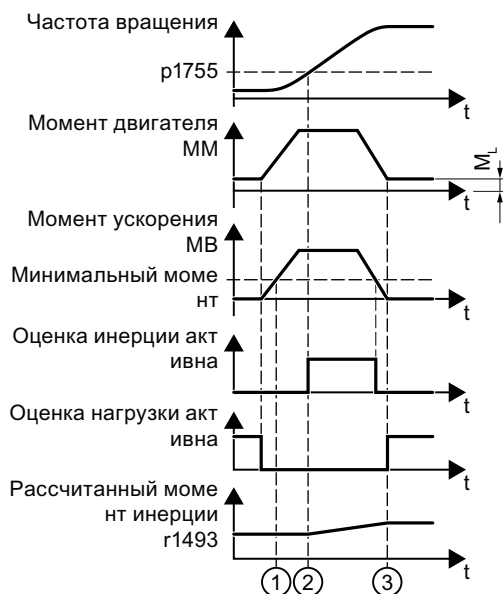 Частота вращения
p1755
t
Момент двигателя
MM
M_L
t
Момент ускорения
MB
Минимальный моме
нт
t
Оценка инерции акт
ивна
t
Оценка нагрузки акт
ивна
t
Рассчитанный моме
нт инерции
r1493
t
1 2 3